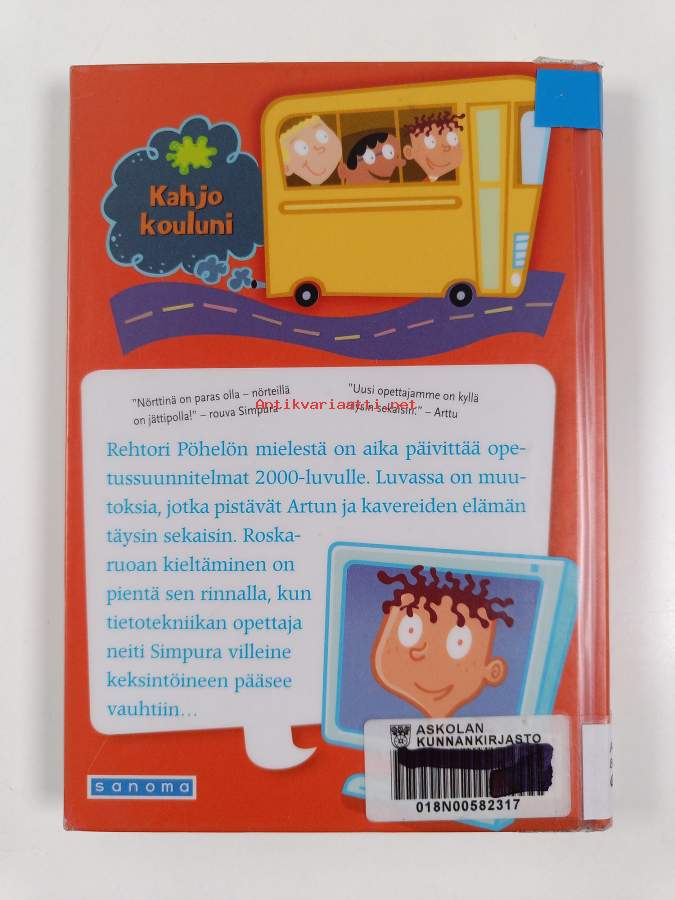 Kahjo
kouluni
"Nörttinä on paras olla – nörteillä
on jättipolla!" – rouva Simpura
"Uusi opettajamme on kyllä
täysin sekaisin." – Arttu
Antikvariaatti.net
Rehtori Pöhelön mielestä on aika päivittää ope-
tussuunnitelmat 2000-luvulle. Luvassa on muu-
toksia, jotka pistävät Artun ja kavereiden elämän
täysin sekaisin. Roska-
ruoan kieltäminen on
pientä sen rinnalla, kun
tietotekniikan opettaja
neiti Simpura villeine
keksintöineen pääsee
vauhtiin…
sanoma
ASKOLAN
KUNNANKIRJASTO
018N00582317